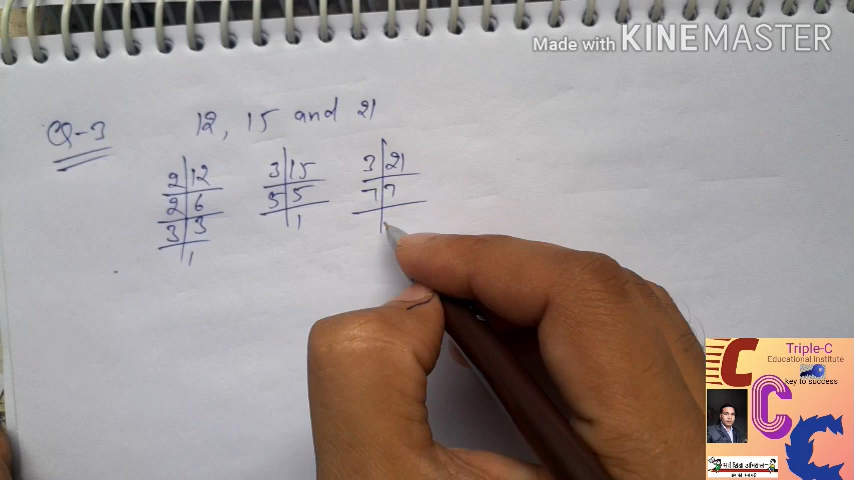 Made with KINEMASTER
Q-3 12, 15 and 21
2 12 3 15 3 21
2 6 5 5 7 7
3 3 1
1
Triple-C
Educational Institute
key to success
C
C
C